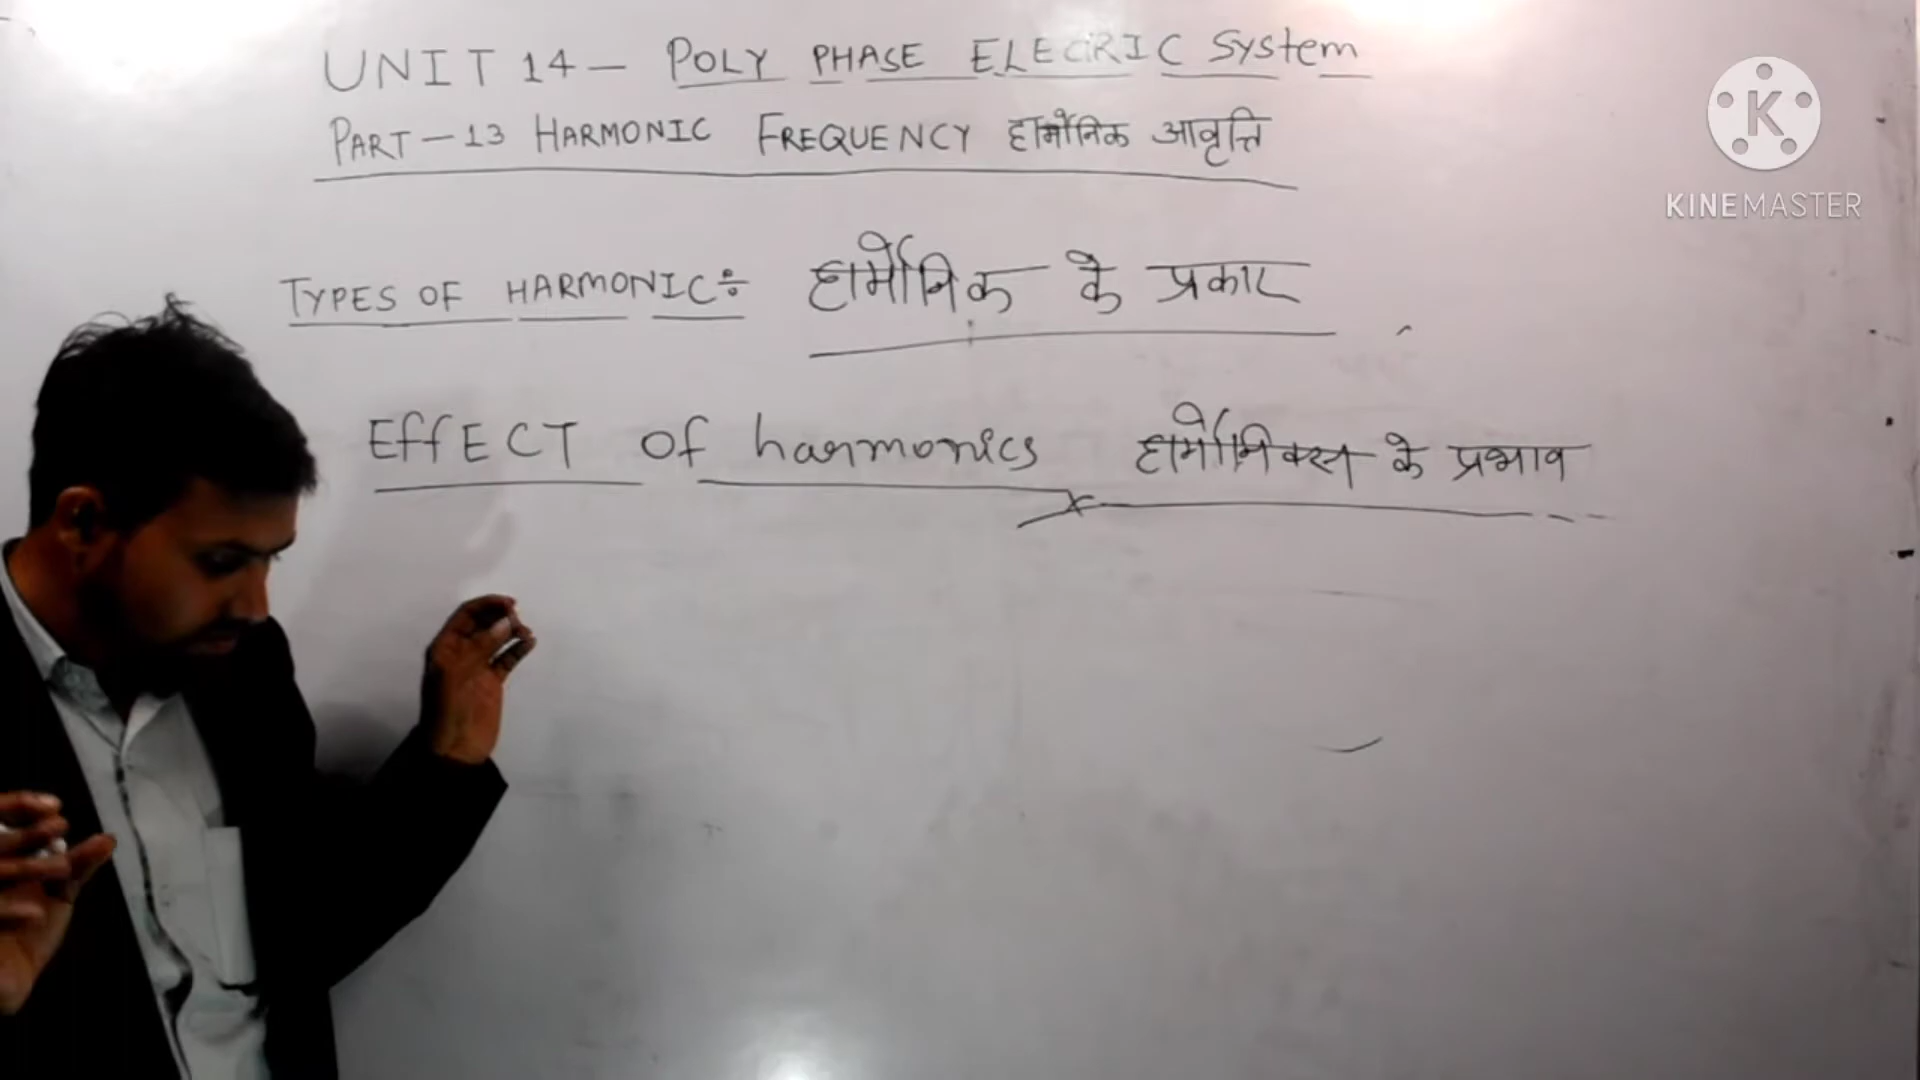 UNIT 14 - POLY PHASE ELECTRIC System
PART-13 HARMONIC FREQUENCY हार्मोनिक आवृत्ति
K
KINEMASTER
TYPES OF HARMONIC÷ हार्मोनिक के प्रकार
EffECT Of harmonics हार्मोनिक्स के प्रभाव